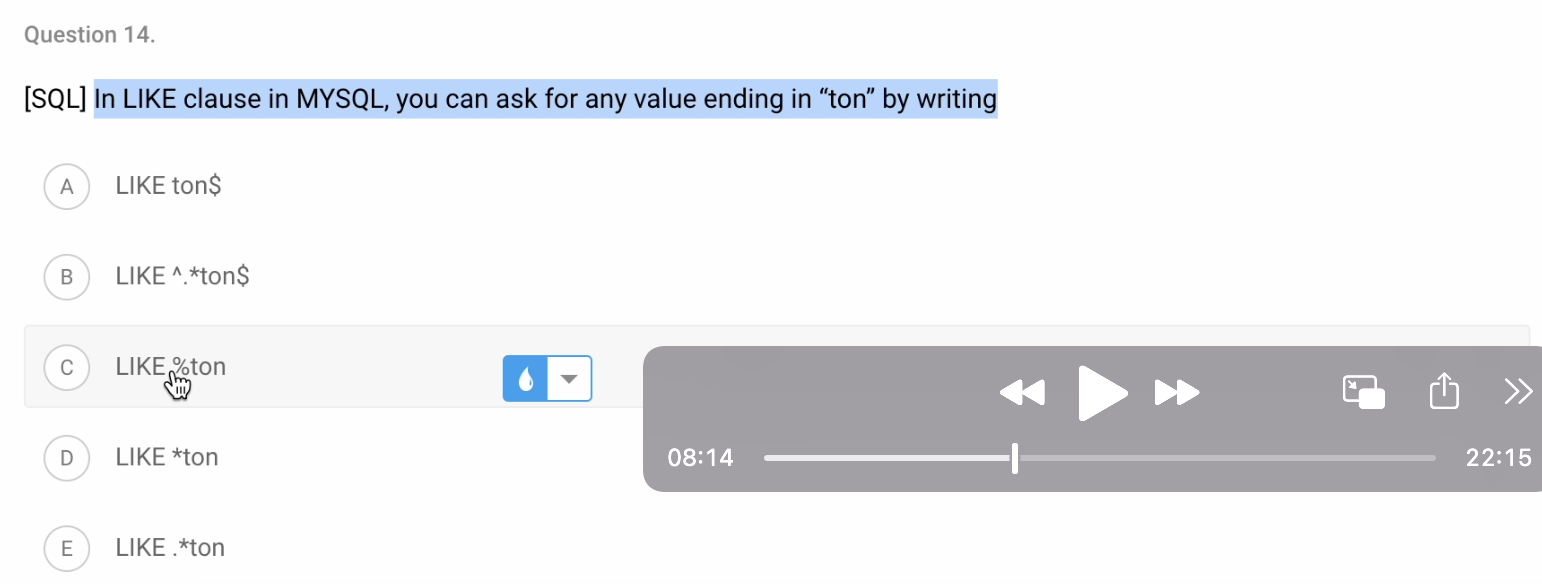 Question 14.
[SQL] In LIKE clause in MYSQL, you can ask for any value ending in “ton” by writing
A LIKE ton$
B LIKE ^.*ton$
C LIKE %ton
D LIKE *ton
08:14 22:15
E LIKE .*ton